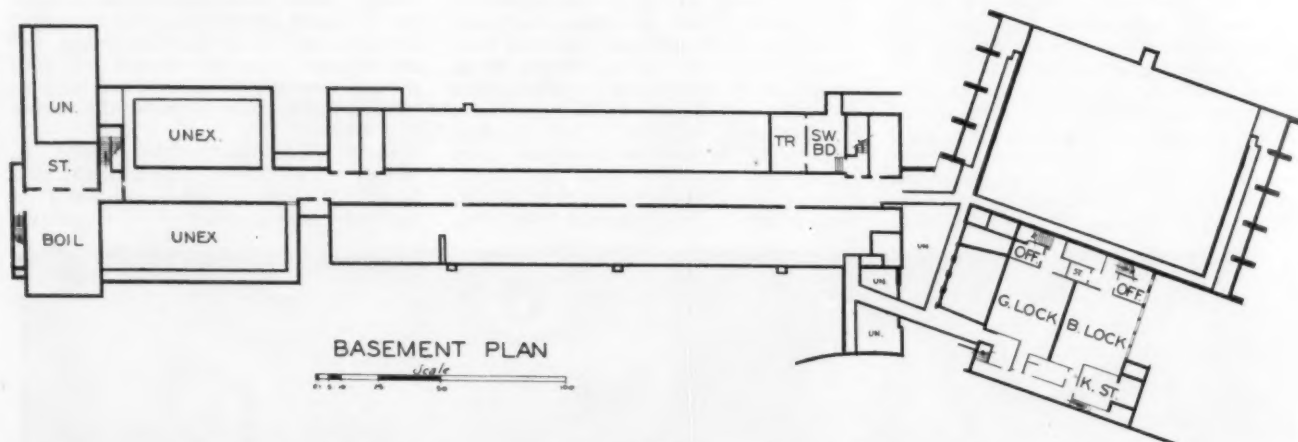 UN.
ST.
BOIL
UNEX.
UNEX
TR
SW.
BD.
UN.
UN.
OFF.
ST.
OFF.
G. LOCK
B. LOCK
K. ST.
BASEMENT PLAN
Scale
25
50
100